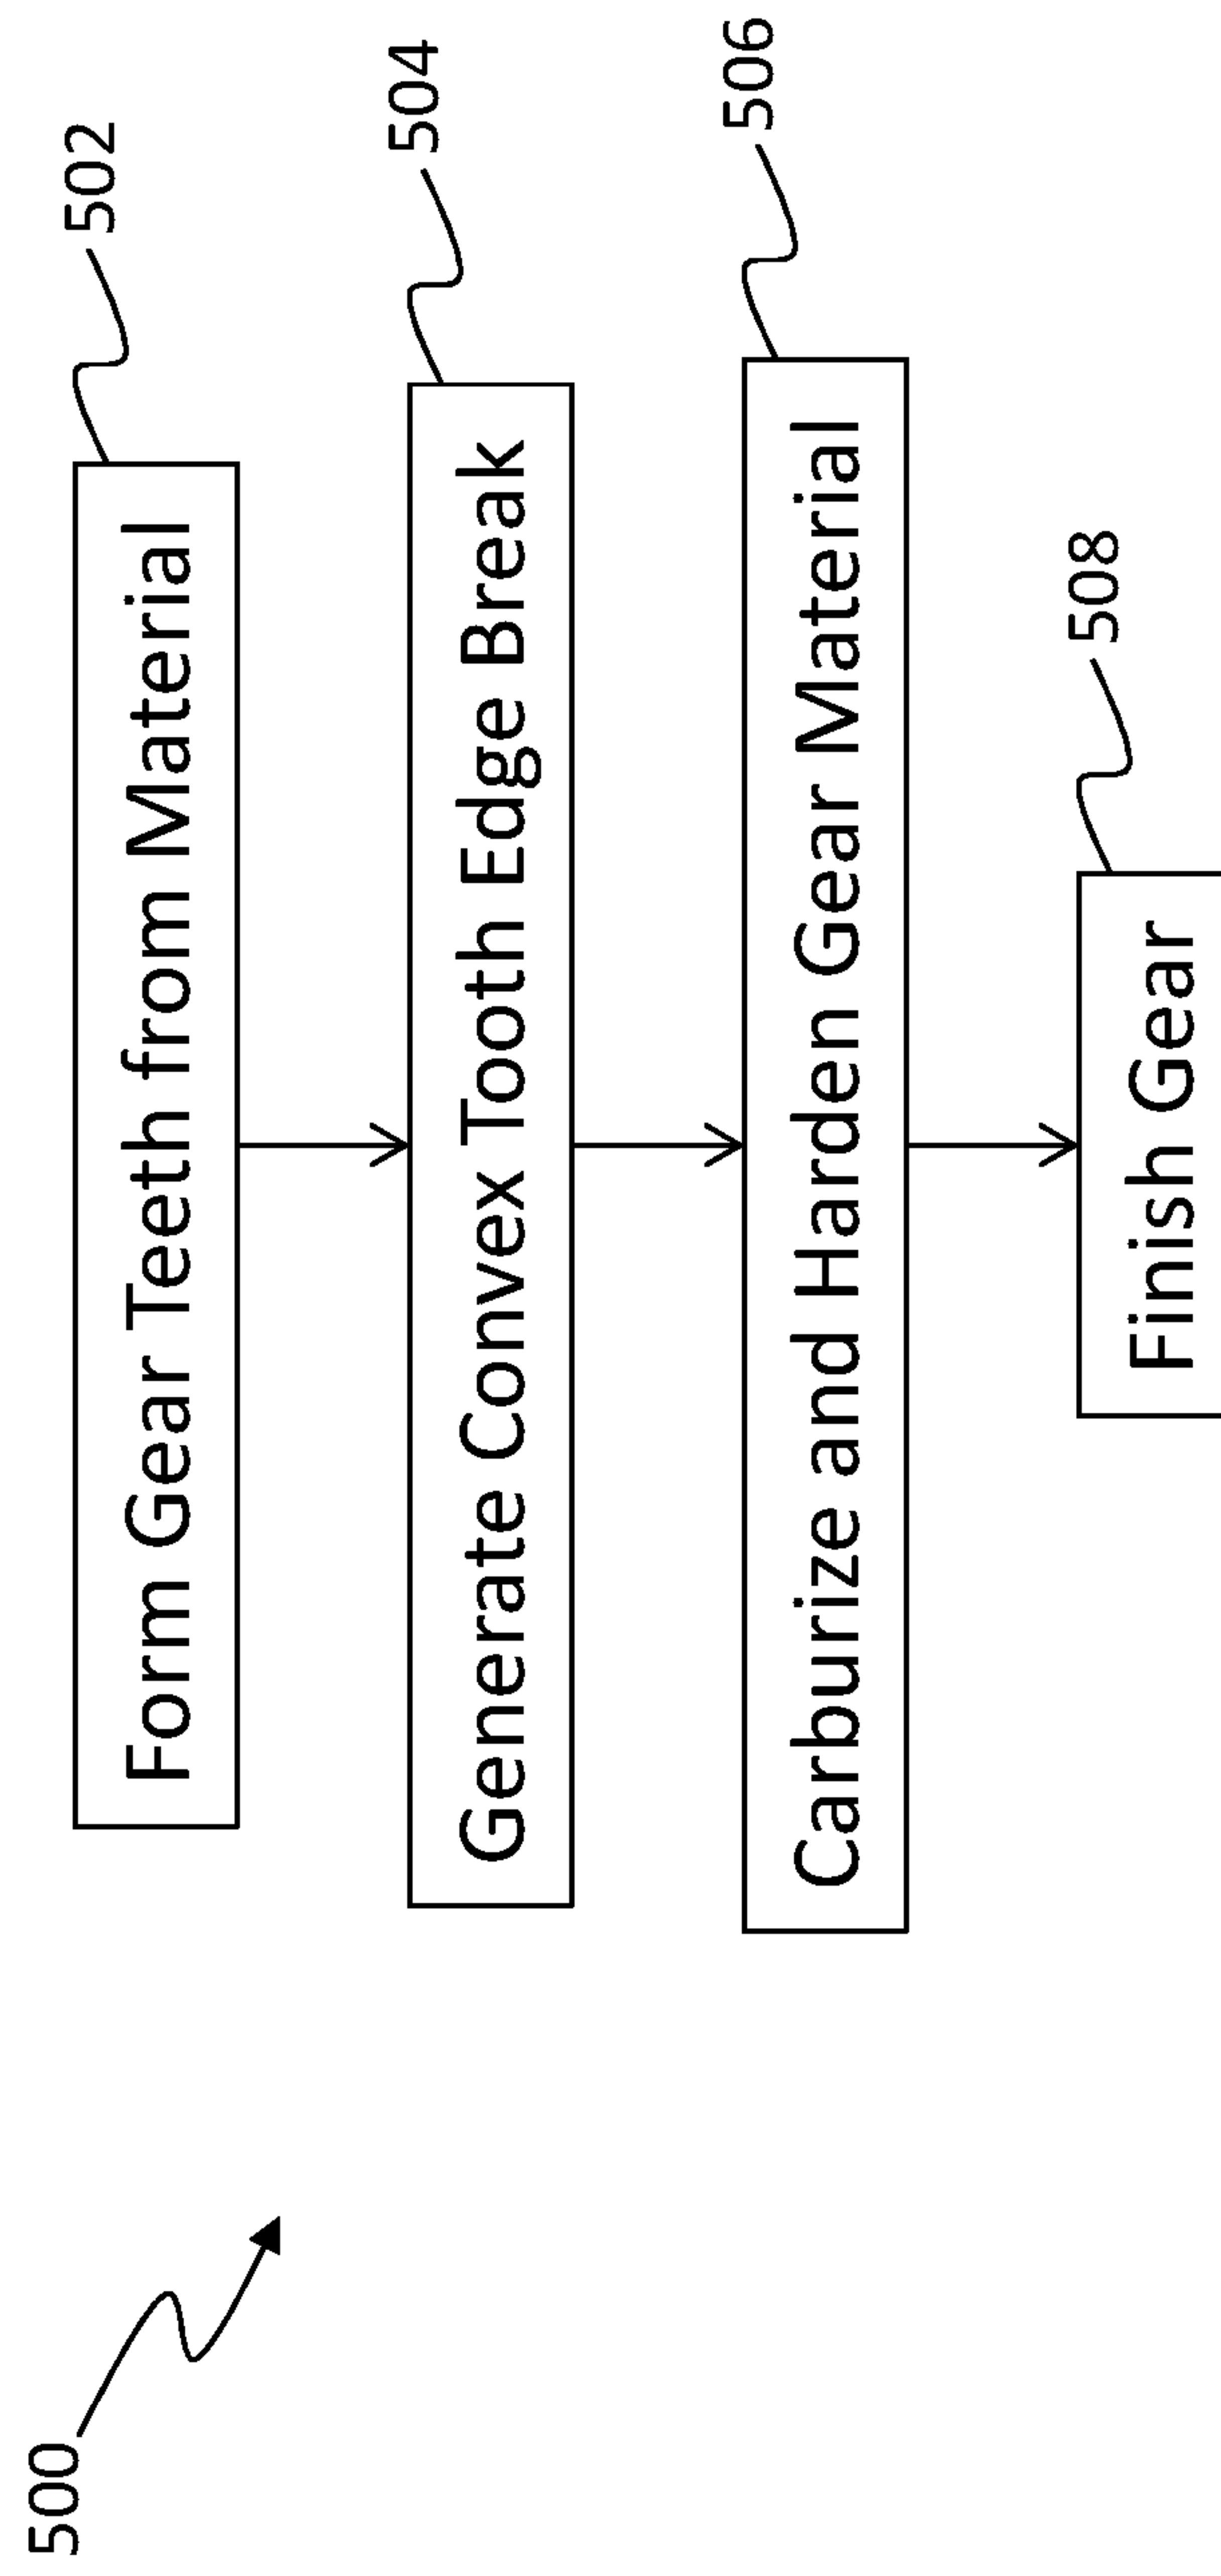 500
Form Gear Teeth from Material
502
Generate Convex Tooth Edge Break
504
Carburize and Harden Gear Material
506
Finish Gear
508